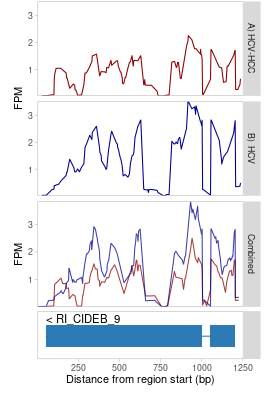 3
2
1
A) HCV-HCC
FPM
3
2
1
B) HCV
3
2
1
Combined
FPM
< RI_CIDEB_9
250 500 750 1000 1250
Distance from region start (bp)